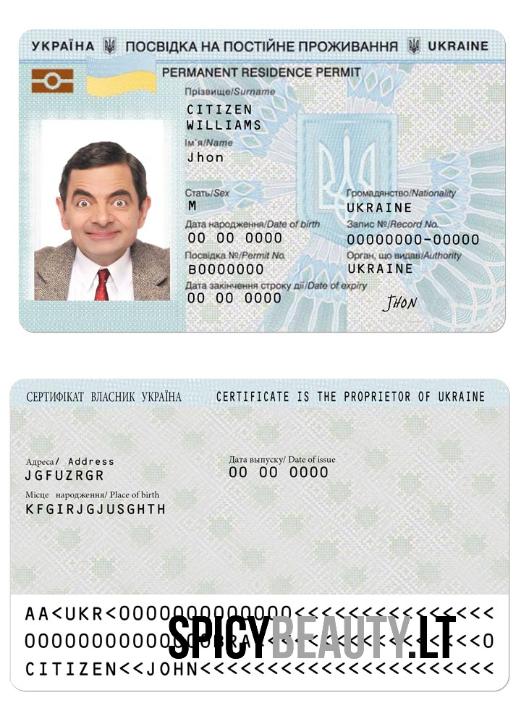 УКРАЇНА ПОСВІДКА НА ПОСТІЙНЕ ПРОЖИВАННЯ UKRAINE
PERMANENT RESIDENCE PERMIT
Прізвище/Surname
CITIZEN
WILLIAMS
Ім'я/Name
Jhon
Стать/Sex
M
Громадянство/Nationality
UKRAINE
Дата народження/Date of birth
00 00 0000
Запис №/Record No.
00000000-00000
Посвідка №/Permit No.
B0000000
Орган, що видав/Authority
UKRAINE
Дата закінчення строку дії/Date of expiry
00 00 0000
JHON
СЕРТИФІКАТ ВЛАСНИК УКРАЇНА CERTIFICATE IS THE PROPRIETOR OF UKRAINE
Адреса/ Address
JGFUZRGR
Дата выпуску/ Date of issue
00 00 0000
Місце народження/ Place of birth
KFGIRJGJUSGHTH
AA<UKR<00000000000000<<<<<<<<<<<<<<<
SPICYBEAUTY.LT
CITIZEN<<JOHN<<<<<<<<<<<<<<<<<<<<<<